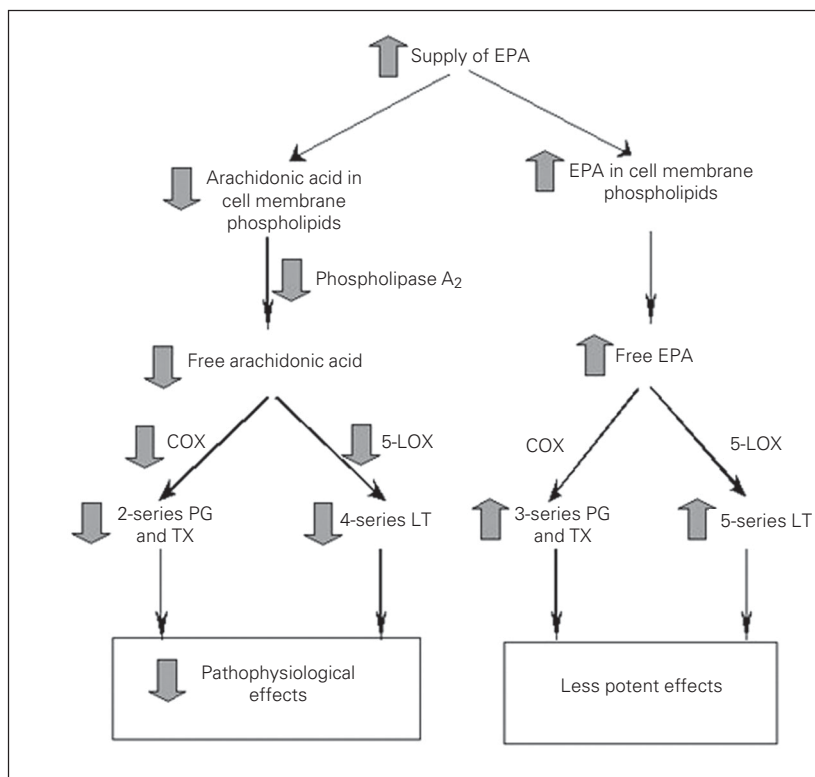 Supply of EPA
Arachidonic acid in
cell membrane
phospholipids
EPA in cell membrane
phospholipids
Phospholipase A2
Free arachidonic acid
Free EPA
COX
5-LOX
COX
5-LOX
2-series PG
and TX
4-series LT
3-series PG
and TX
5-series LT
Pathophysiological
effects
Less potent effects